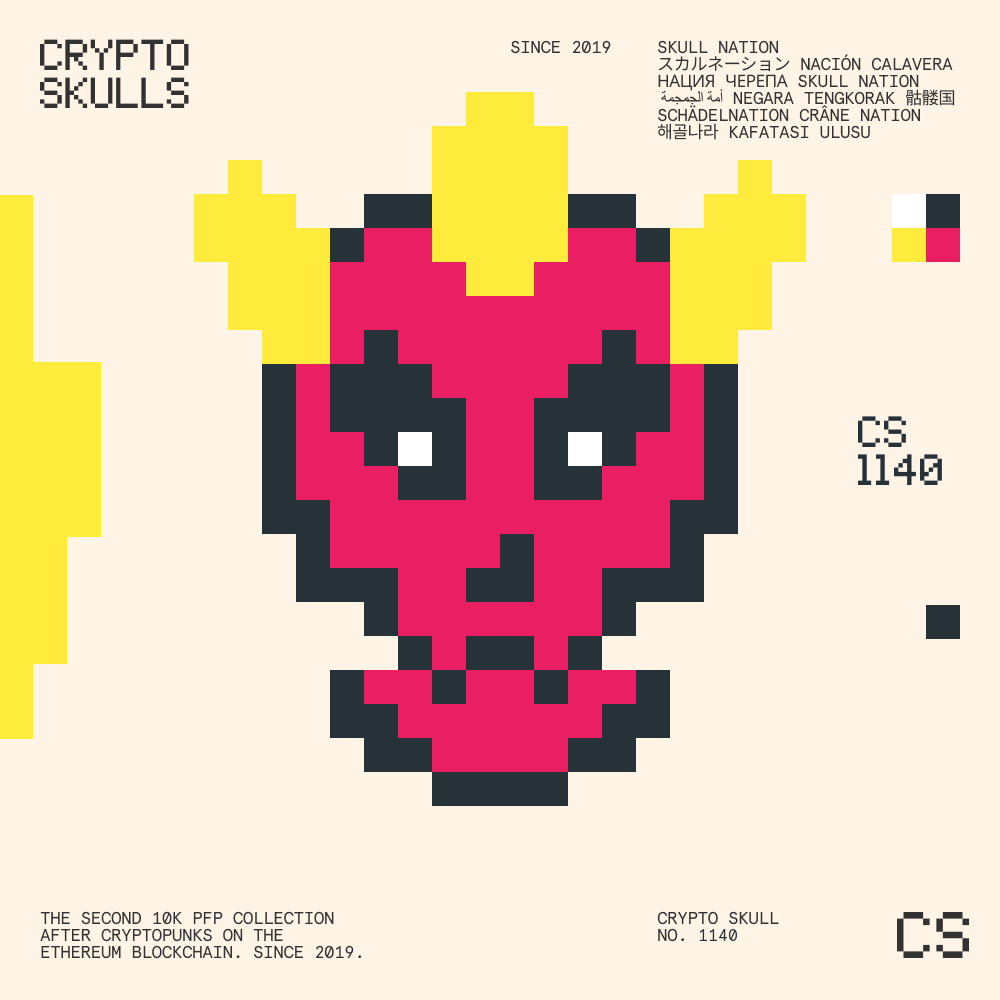 CRYPTO
SKULLS
SINCE 2019
SKULL NATION
スカルネーション NACIÓN CALAVERA
НАЦИЯ ЧЕРЕПА SKULL NATION
أمة الجمجمة NEGARA TENGKORAK 骷髅国
SCHÄDELNATION CRÂNE NATION
해골나라 KAFATASI ULUSU
CS
1140
THE SECOND 10K PFP COLLECTION
AFTER CRYPTOPUNKS ON THE
ETHEREUM BLOCKCHAIN. SINCE 2019.
CRYPTO SKULL
NO. 1140
CS